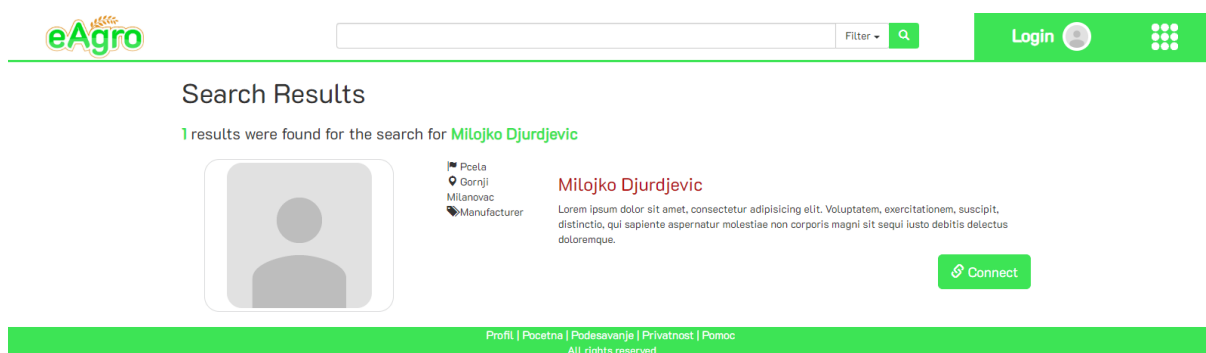 eAgro
Filter
Login
Search Results
1 results were found for the search for Milojko Djurdjevic
Pcela
Gornji
Milanovac
Manufacturer
Milojko Djurdjevic
Lorem ipsum dolor sit amet, consectetur adipisicing elit. Voluptatem, exercitationem, suscipit,
distinctio, qui sapiente aspernatur molestiae non corporis magni sit sequi iusto debitis delectus
doloremque.
Connect
Profil | Pocetna | Podesavanje | Privatnost | Pomoc
All rights reserved